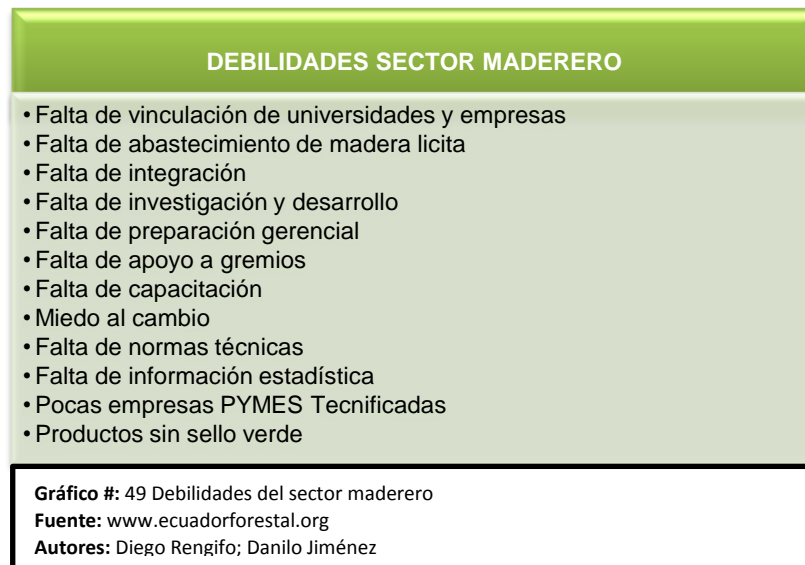 DEBILIDADES SECTOR MADERERO
• Falta de vinculación de universidades y empresas
• Falta de abastecimiento de madera licita
• Falta de integración
• Falta de investigación y desarrollo
• Falta de preparación gerencial
• Falta de apoyo a gremios
• Falta de capacitación
• Miedo al cambio
• Falta de normas técnicas
• Falta de información estadística
• Pocas empresas PYMES Tecnificadas
• Productos sin sello verde
Gráfico #: 49 Debilidades del sector maderero
Fuente: www.ecuadorforestal.org
Autores: Diego Rengifo; Danilo Jiménez